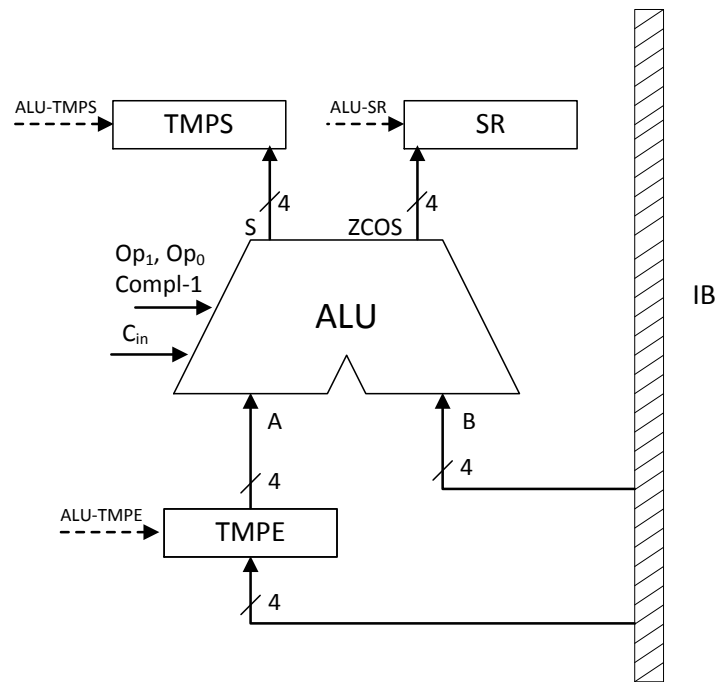 ALU-TMPS
TMPS
ALU-SR
SR
4
4
S
ZCOS
Op₁, Op₀
Compl-1
ALU
IB
Cᵢₙ
A
B
4
4
ALU-TMPE
TMPE
4